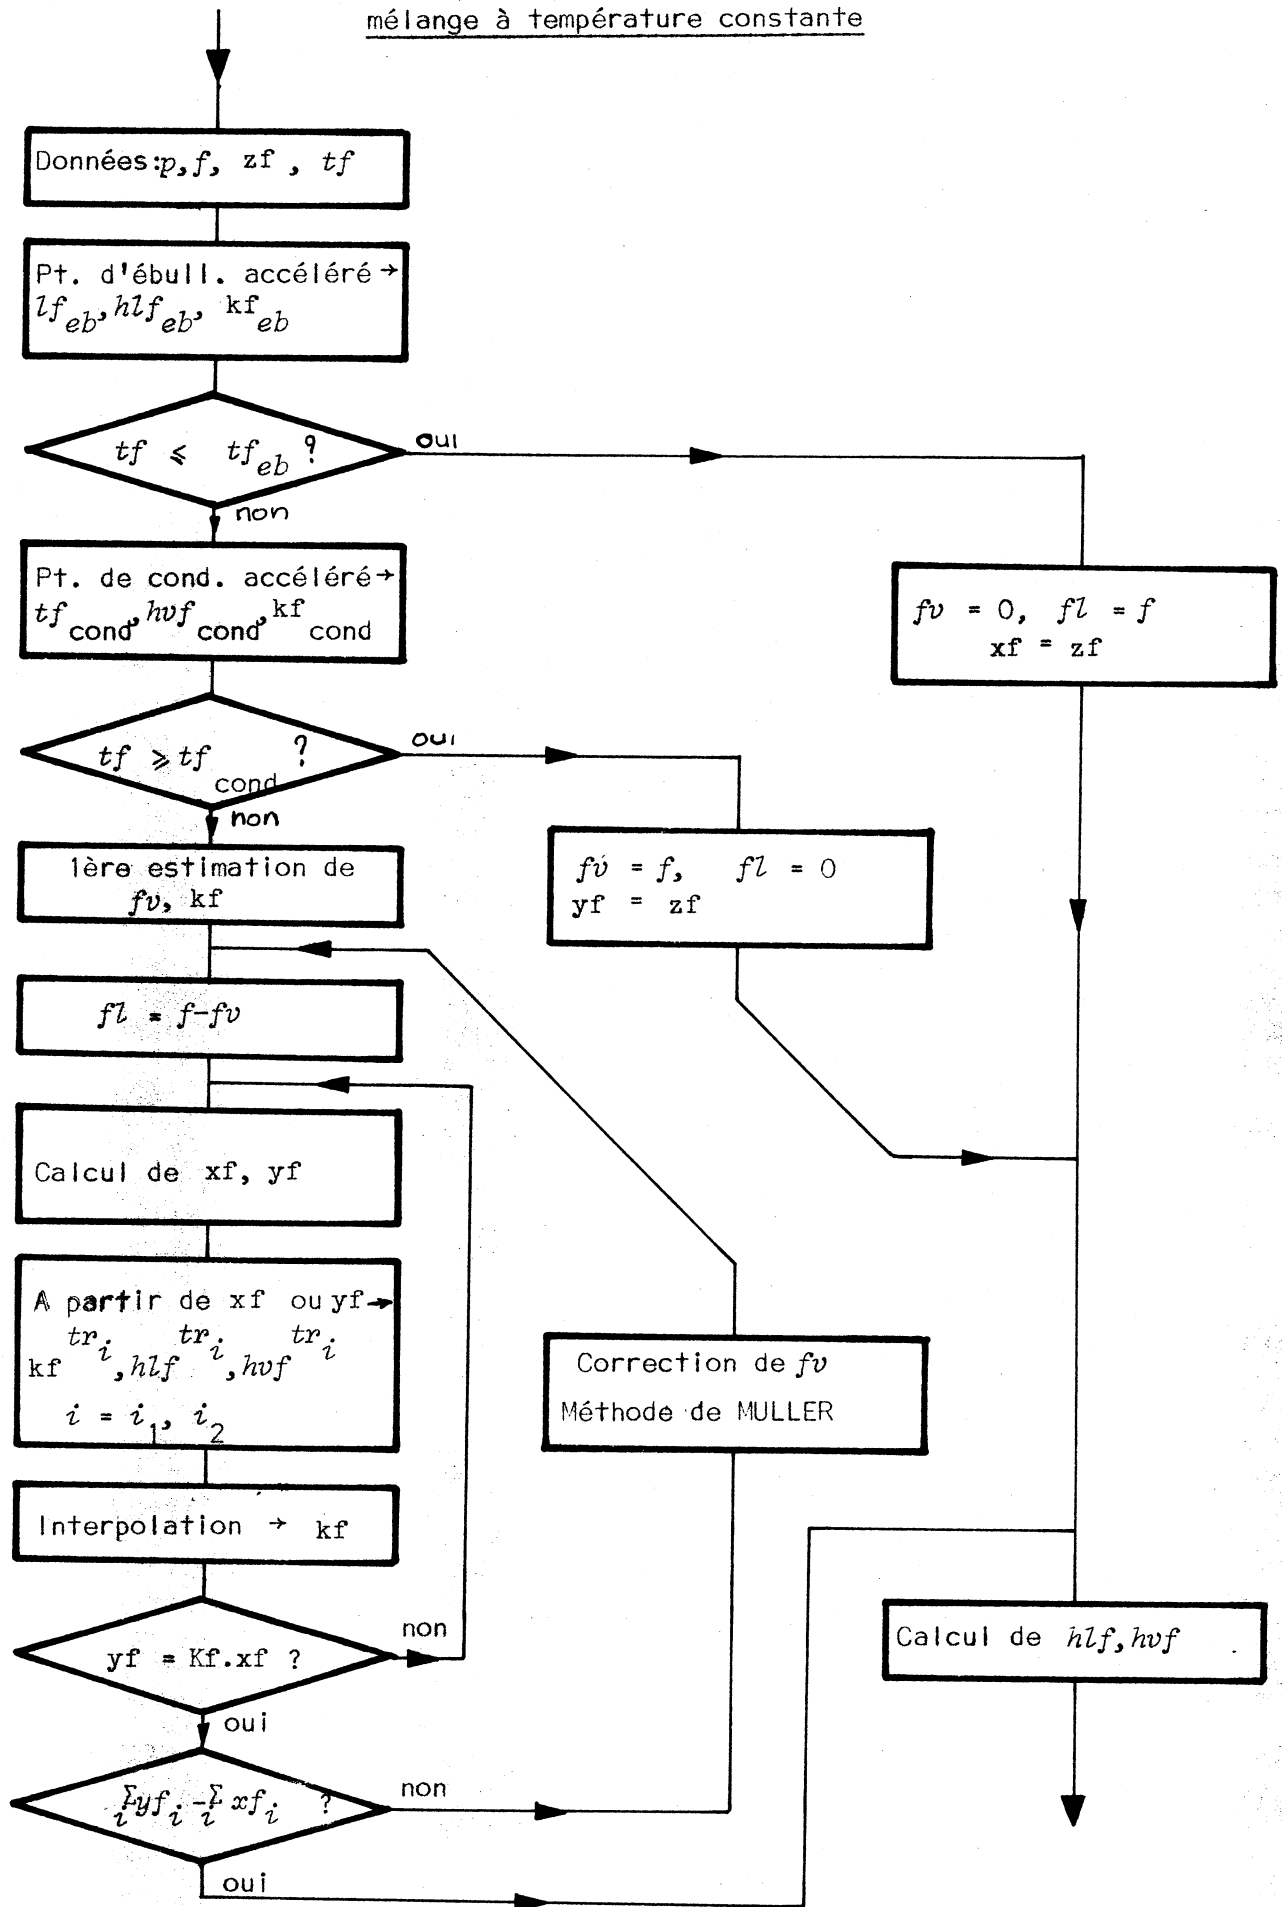 mélange à température constante
Données:p,f, zf , tf
Pt. d'ébull. accéléré →
lf_eb, hlf_eb, kf_eb
tf ≤ tf_eb ?
oui
non
Pt. de cond. accéléré →
tf_cond, hvf_cond, kf_cond
fv = 0, fl = f
xf = zf
tf ≥ tf_cond ?
oui
non
1ère estimation de
fv, kf
fv = f, fl = 0
yf = zf
fl = f-fv
Calcul de xf, yf
A partir de xf ou yf →
kf^tr_i, hlf^tr_i, hvf^tr_i
i = i_1, i_2
Correction de fv
Méthode de MULLER
Interpolation → kf
yf = Kf.xf ?
non
Calcul de hlf, hvf
oui
Σ_i yf_i - Σ_i xf_i ?
non
oui